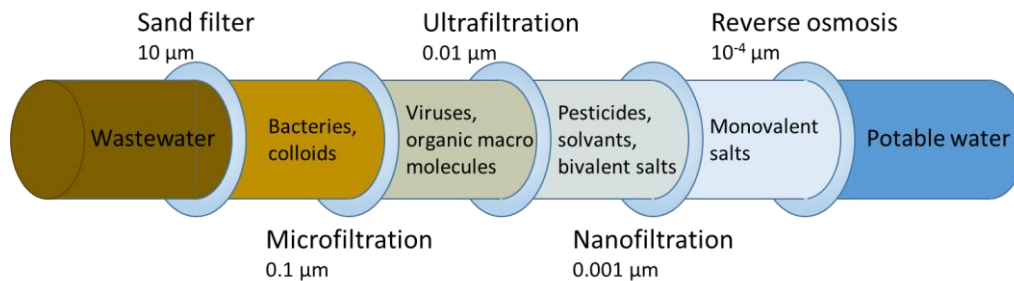 Sand filter
10 µm
Ultrafiltration
0.01 µm
Reverse osmosis
10⁻⁴ µm
Wastewater
Bacteries,
colloids
Viruses,
organic macro
molecules
Pesticides,
solvants,
bivalent salts
Monovalent
salts
Potable water
Microfiltration
0.1 µm
Nanofiltration
0.001 µm